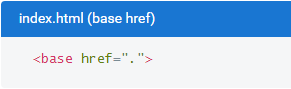 index.html (base href)
<base href=".">